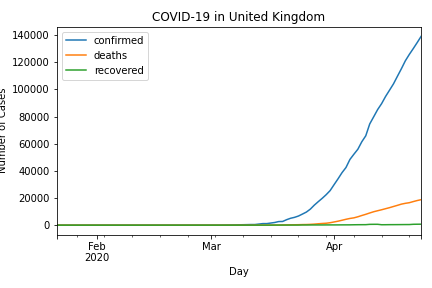 COVID-19 in United Kingdom
140000
120000
100000
80000
60000
40000
20000
0
Number of Cases
confirmed
deaths
recovered
Feb
2020
Mar
Apr
Day